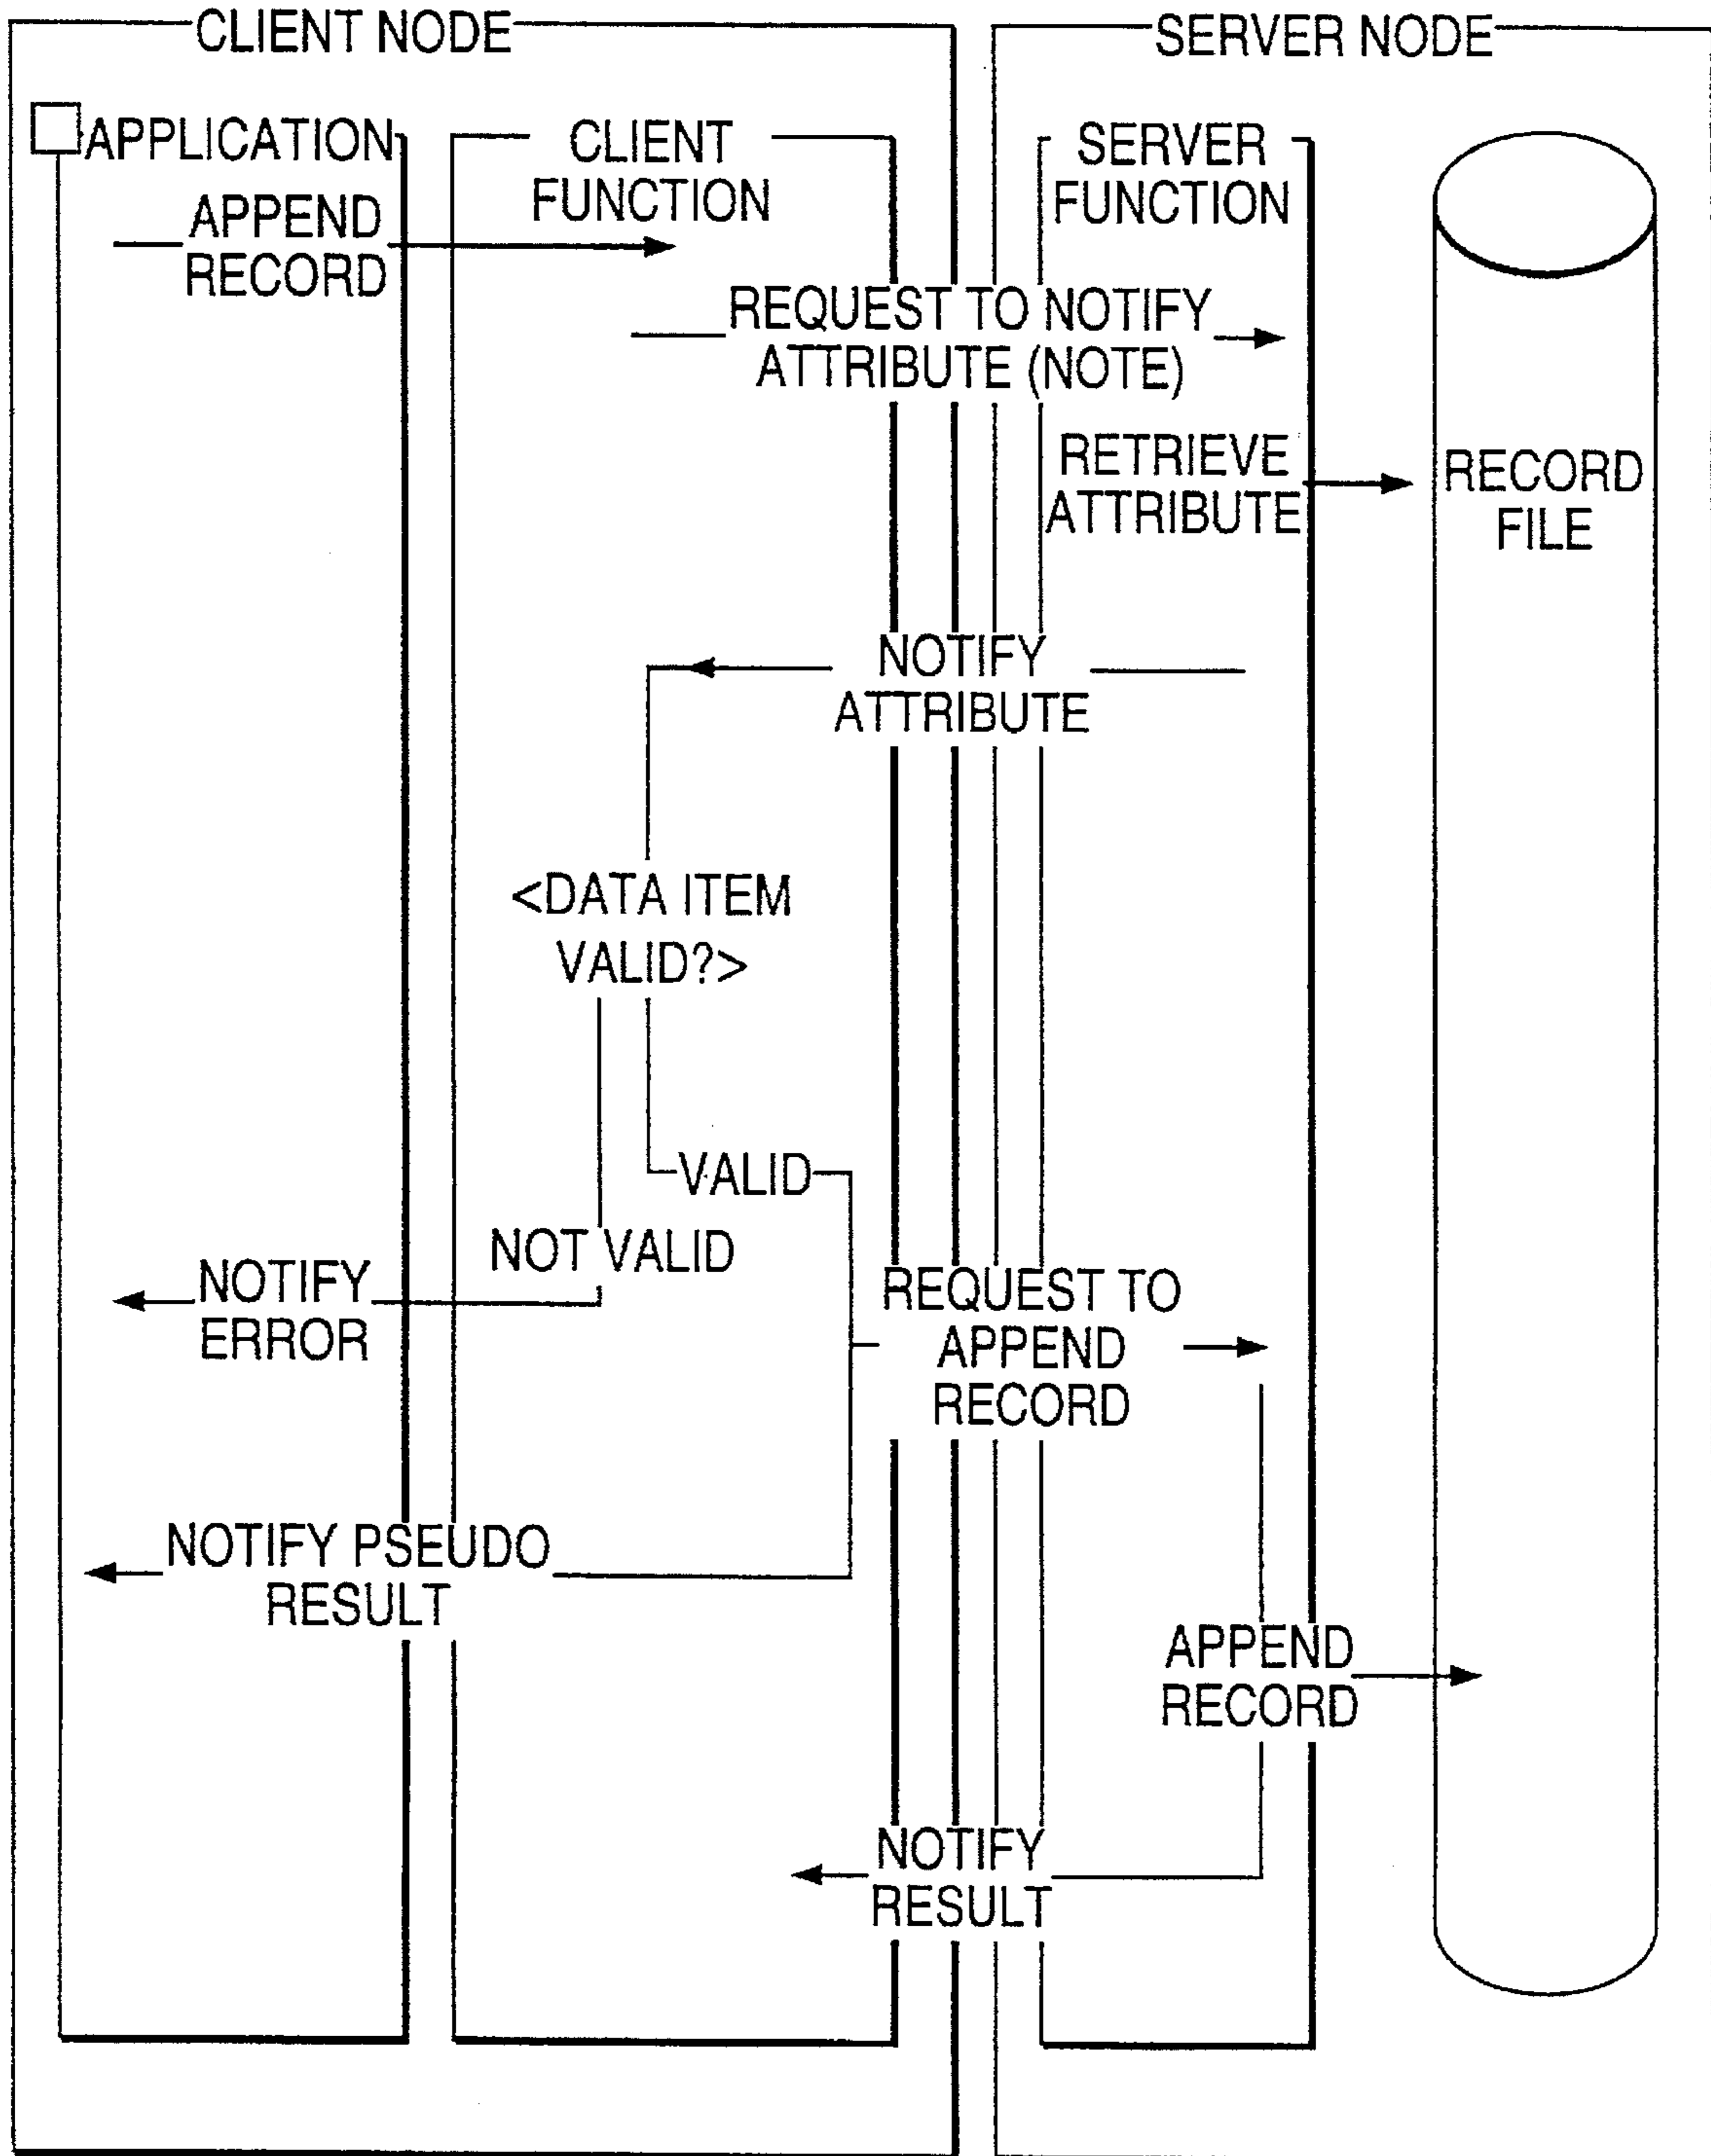 CLIENT NODE
SERVER NODE
APPLICATION
CLIENT
FUNCTION
SERVER
FUNCTION
APPEND
RECORD
REQUEST TO NOTIFY
ATTRIBUTE (NOTE)
RETRIEVE
ATTRIBUTE
RECORD
FILE
NOTIFY
ATTRIBUTE
<DATA ITEM
VALID?>
VALID
NOT VALID
NOTIFY
ERROR
REQUEST TO
APPEND
RECORD
NOTIFY PSEUDO
RESULT
APPEND
RECORD
NOTIFY
RESULT